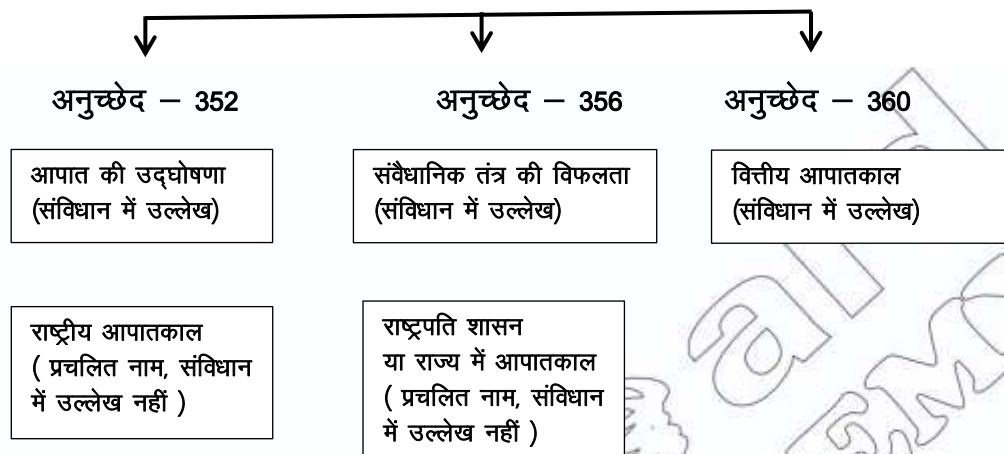 अनुच्छेद – 352
अनुच्छेद – 356
अनुच्छेद – 360
आपात की उद्घोषणा
(संविधान में उल्लेख)
संवैधानिक तंत्र की विफलता
(संविधान में उल्लेख)
वित्तीय आपातकाल
(संविधान में उल्लेख)
राष्ट्रीय आपातकाल
( प्रचलित नाम, संविधान
में उल्लेख नहीं )
राष्ट्रपति शासन
या राज्य में आपातकाल
( प्रचलित नाम, संविधान
में उल्लेख नहीं )